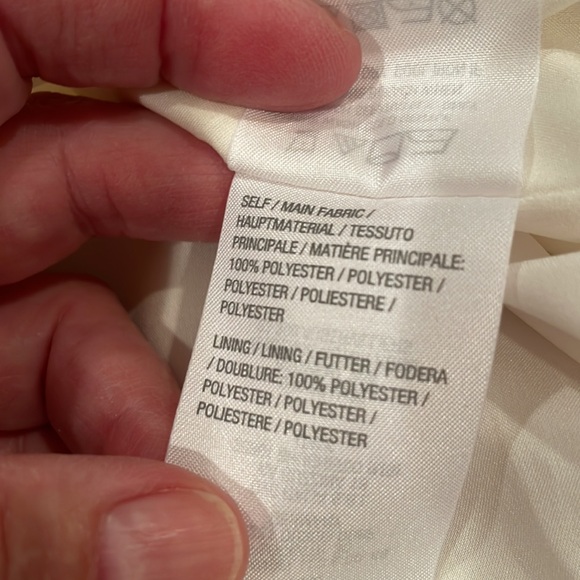 SELF / MAIN FABRIC /
HAUPTMATERIAL / TESSUTO
PRINCIPALE / MATIÈRE PRINCIPALE:
100% POLYESTER / POLYESTER /
POLYESTER / POLIESTERE /
POLYESTER
LINING / LINING / FUTTER / FODERA
/ DOUBLURE: 100% POLYESTER /
POLYESTER / POLYESTER /
POLIESTERE / POLYESTER